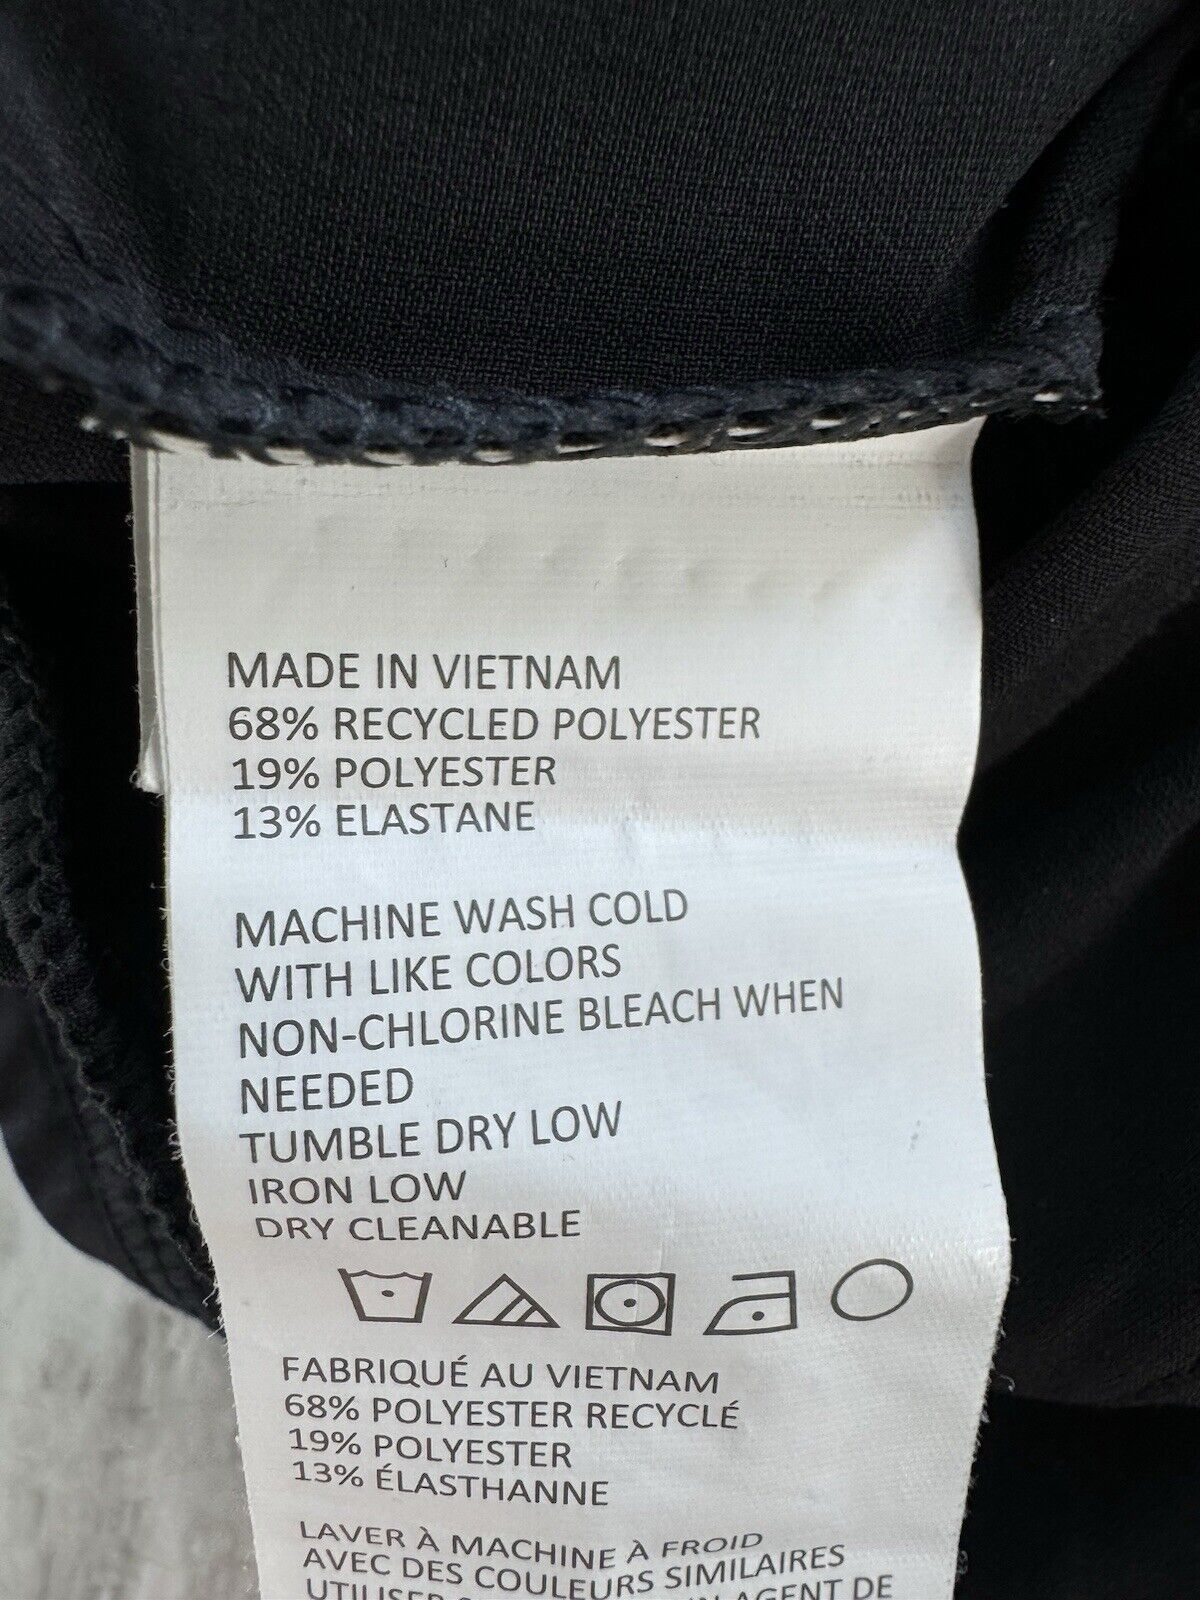 MADE IN VIETNAM
68% RECYCLED POLYESTER
19% POLYESTER
13% ELASTANE
MACHINE WASH COLD
WITH LIKE COLORS
NON-CHLORINE BLEACH WHEN
NEEDED
TUMBLE DRY LOW
IRON LOW
DRY CLEANABLE
FABRIQUÉ AU VIETNAM
68% POLYESTER RECYCLÉ
19% POLYESTER
13% ÉLASTHANNE
LAVER À MACHINE À FROID
AVEC DES COULEURS SIMILAIRES
AGENT DE